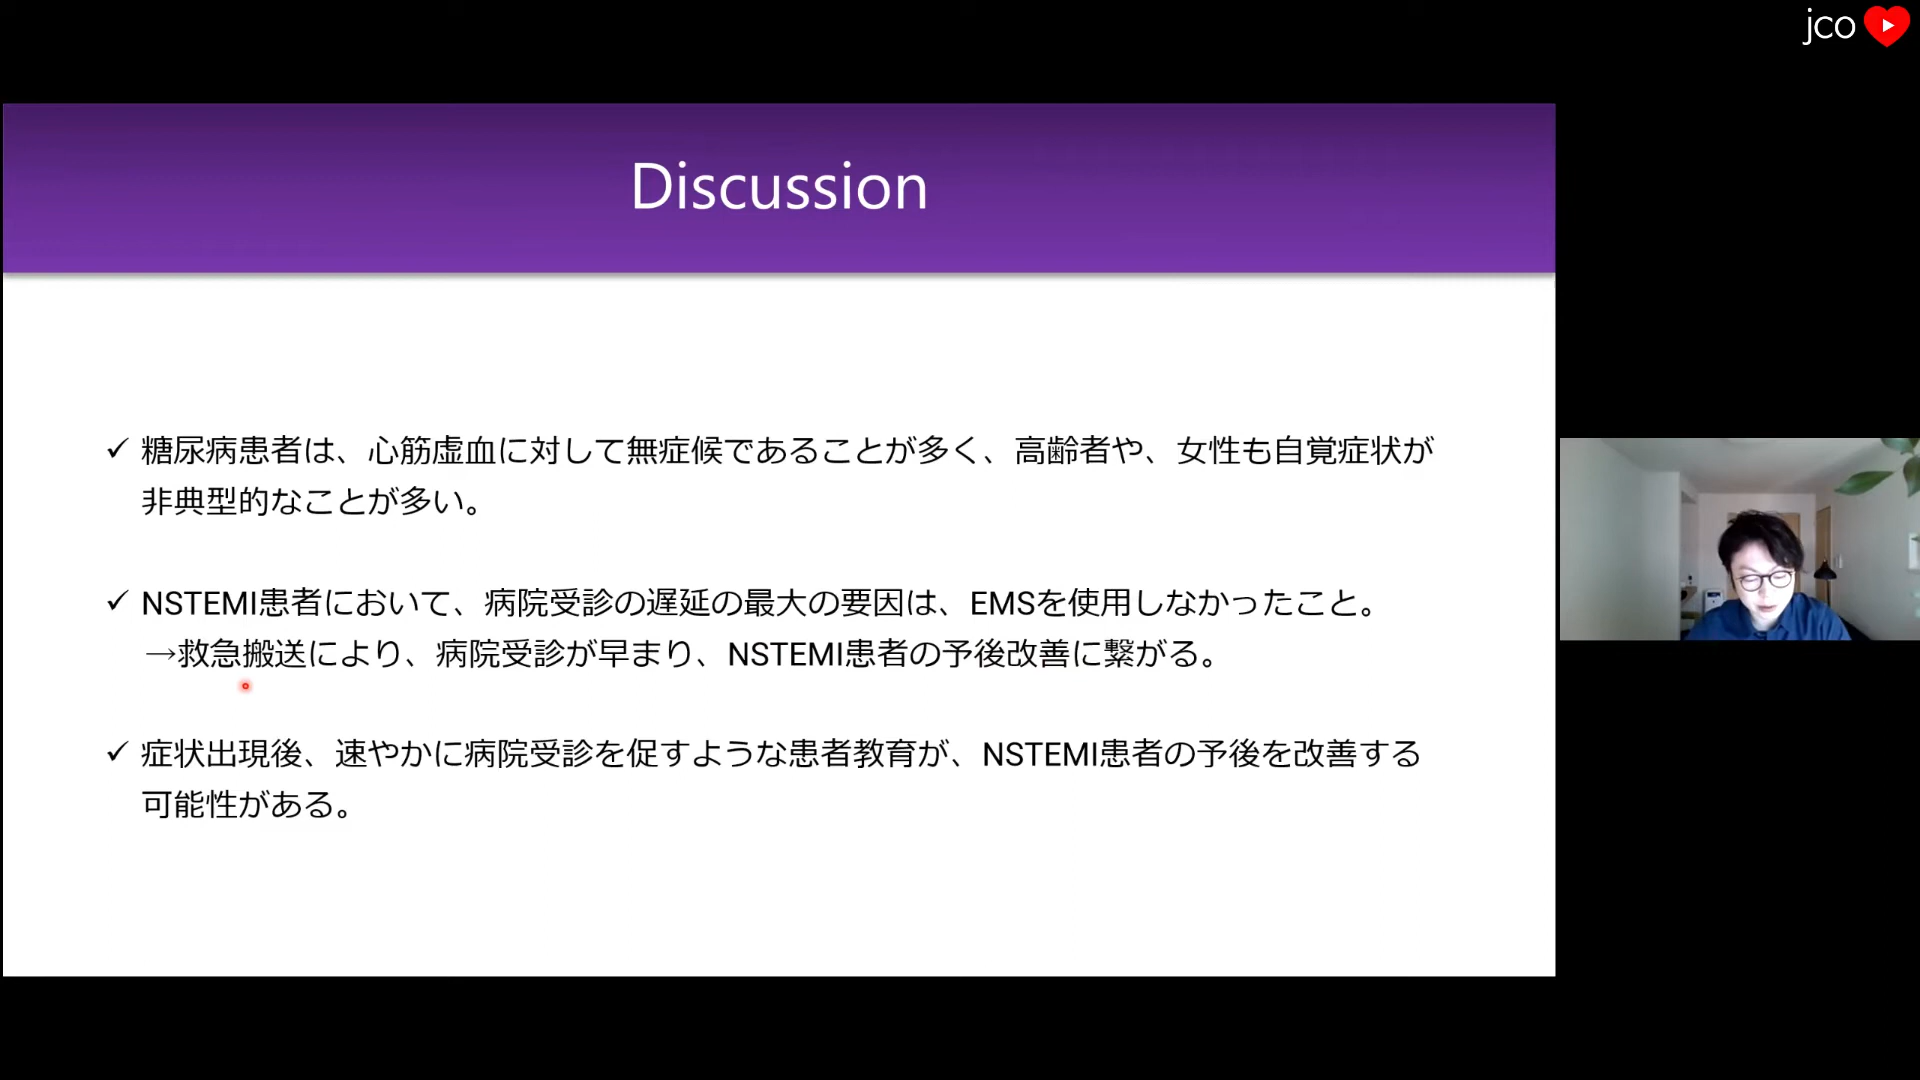 jco
Discussion
✓ 糖尿病患者は、心筋虚血に対して無症候であることが多く、高齢者や、女性も自覚症状が
非典型的なことが多い。
✓ NSTEMI患者において、病院受診の遅延の最大の要因は、EMSを使用しなかったこと。
→救急搬送により、病院受診が早まり、NSTEMI患者の予後改善に繋がる。
✓ 症状出現後、速やかに病院受診を促すような患者教育が、NSTEMI患者の予後を改善する
可能性がある。